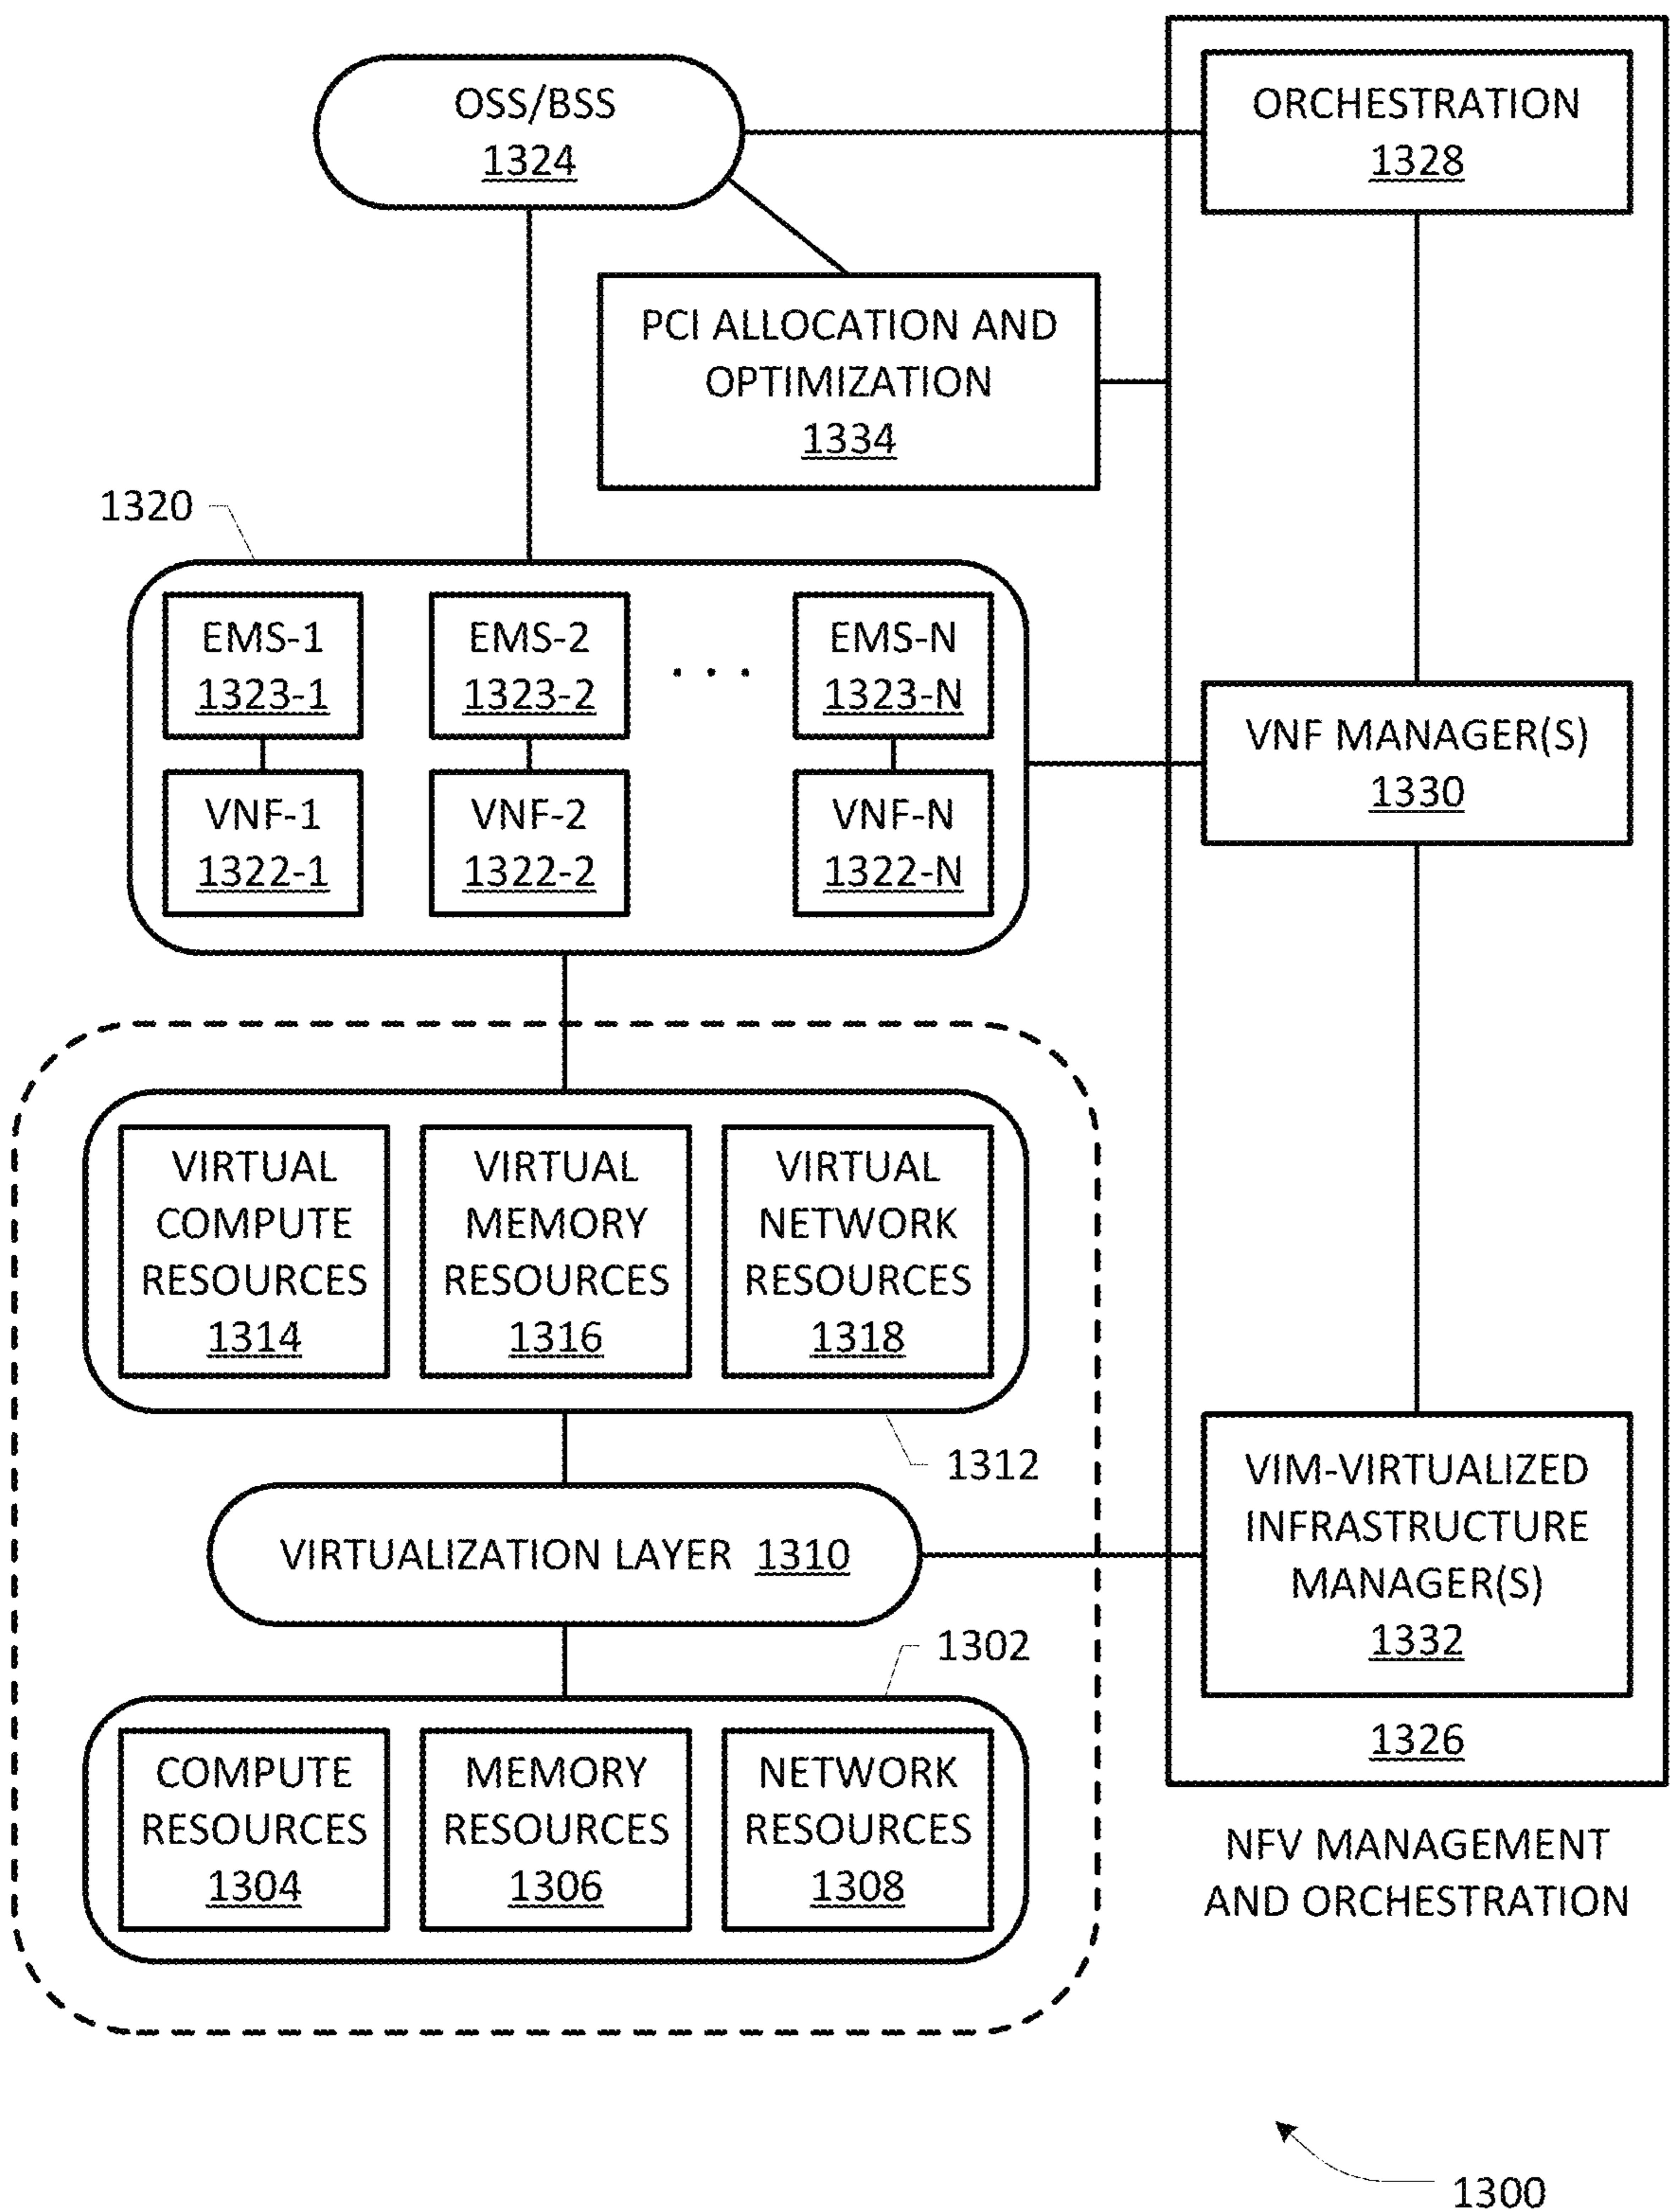 OSS/BSS
1324
ORCHESTRATION
1328
PCI ALLOCATION AND
OPTIMIZATION
1334
1320
EMS-1
1323-1
EMS-2
1323-2
. . .
EMS-N
1323-N
VNF-1
1322-1
VNF-2
1322-2
VNF-N
1322-N
VNF MANAGER(S)
1330
VIRTUAL
COMPUTE
RESOURCES
1314
VIRTUAL
MEMORY
RESOURCES
1316
VIRTUAL
NETWORK
RESOURCES
1318
1312
VIRTUALIZATION LAYER 1310
VIM-VIRTUALIZED
INFRASTRUCTURE
MANAGER(S)
1332
1302
COMPUTE
RESOURCES
1304
MEMORY
RESOURCES
1306
NETWORK
RESOURCES
1308
1326
NFV MANAGEMENT
AND ORCHESTRATION
1300